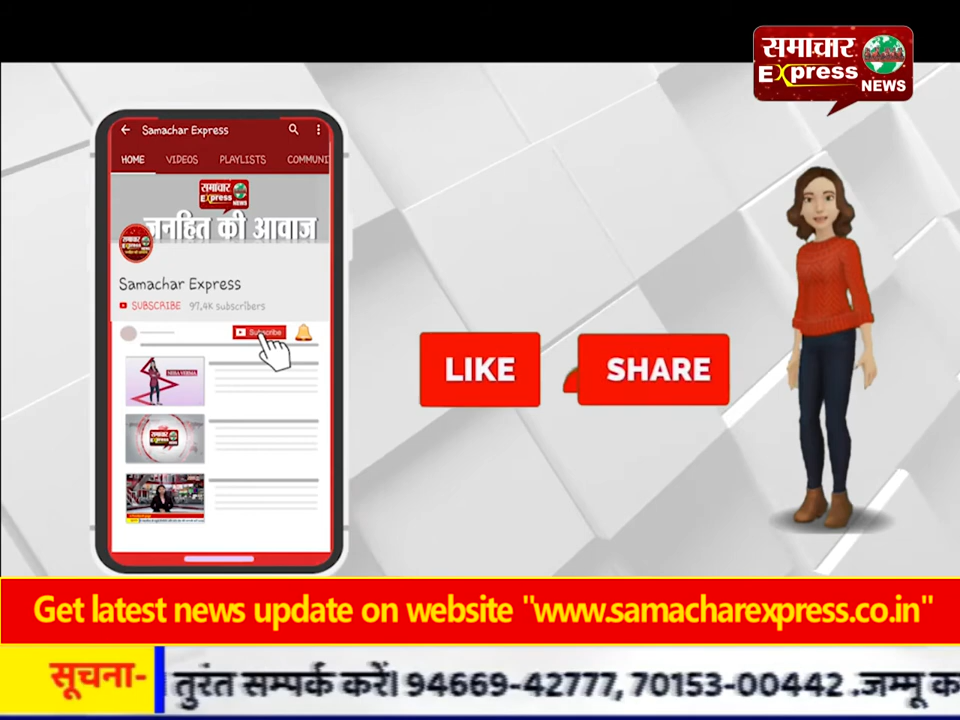 समाचार
Express
NEWS
Samachar Express
HOME VIDEOS PLAYLISTS COMMUNI
समाचार
Express
NEWS
जनहित की आवाज
Samachar Express
SUBSCRIBE 97.4K subscribers
Subscribe
LIKE
SHARE
Get latest news update on website "www.samacharexpress.co.in"
सूचना- तुरंत सम्पर्क करें। 94669-42777, 70153-00442 .जम्मू क